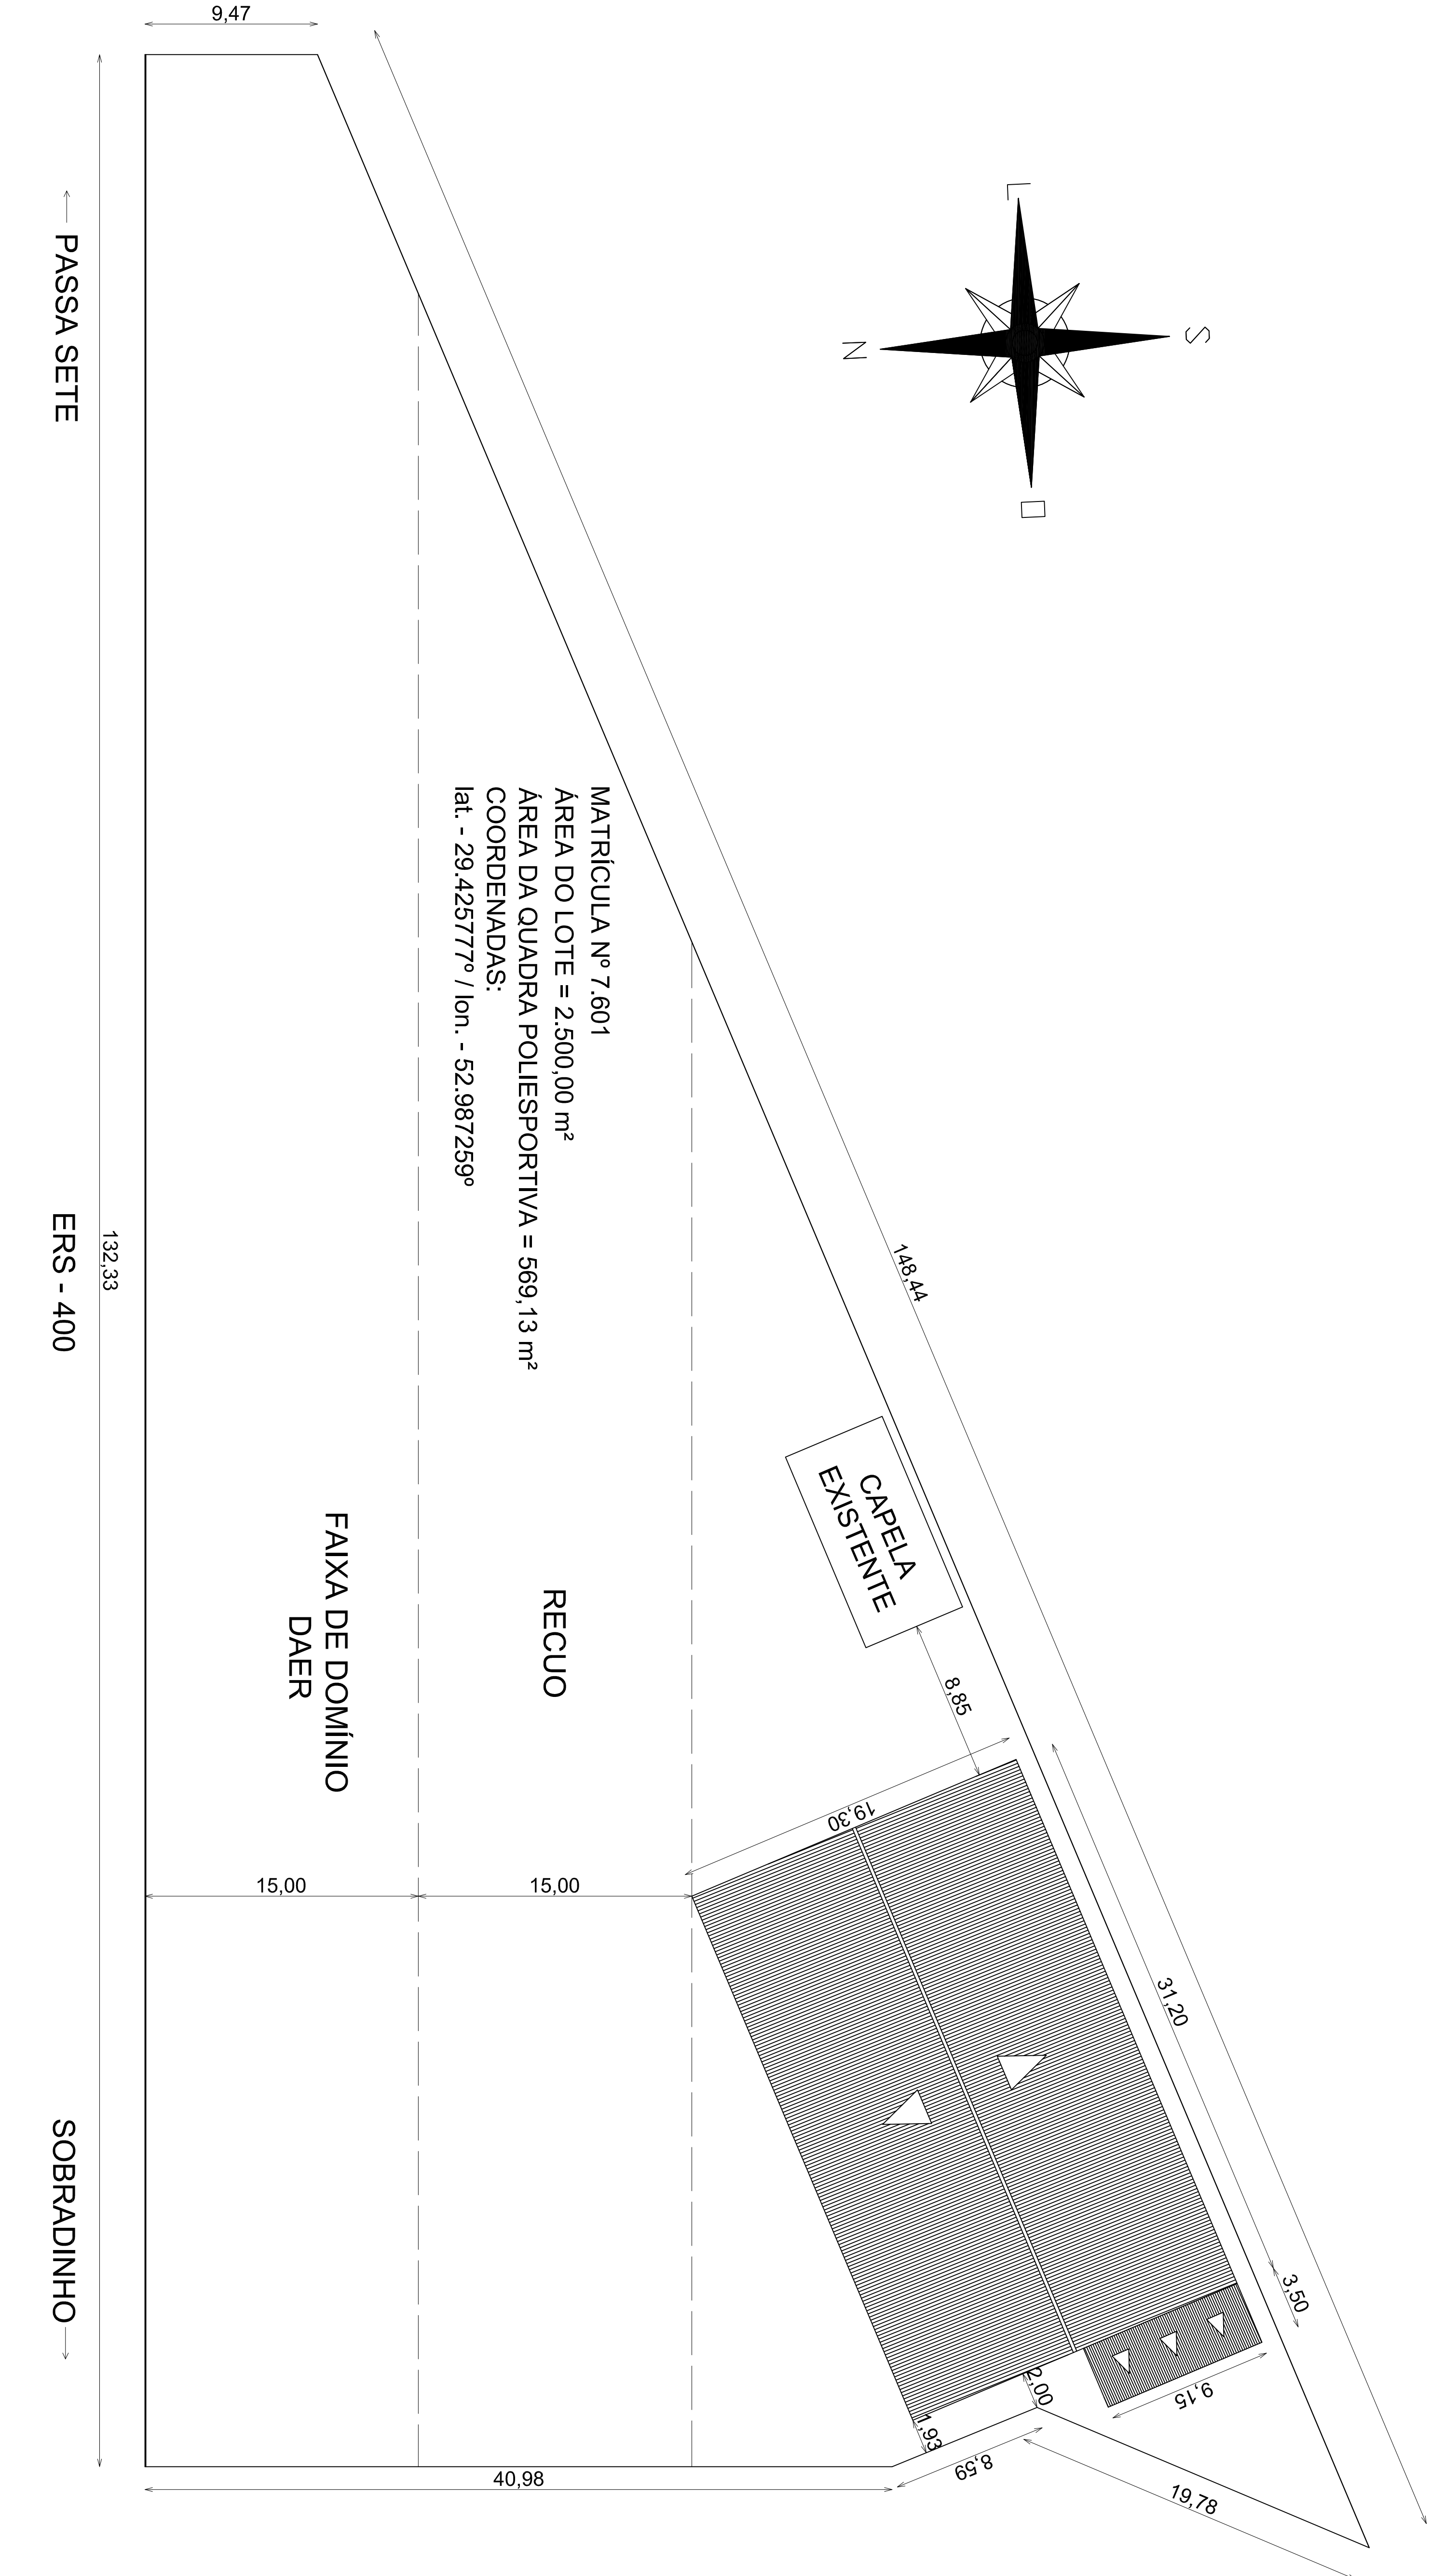 9,47
← PASSA SETE
L
N
S
O
132,33
ERS - 400
MATRÍCULA Nº 7.601
ÁREA DO LOTE = 2.500,00 m²
ÁREA DA QUADRA POLIESPORTIVA = 569,13 m²
COORDENADAS:
lat. - 29.425777º / lon. - 52.987259º
148,44
CAPELA
EXISTENTE
FAIXA DE DOMÍNIO
DAER
RECUO
8,85
19,30
15,00
15,00
31,20
3,50
9,15
2,00
1,93
8,59
19,78
40,98
SOBRADINHO →